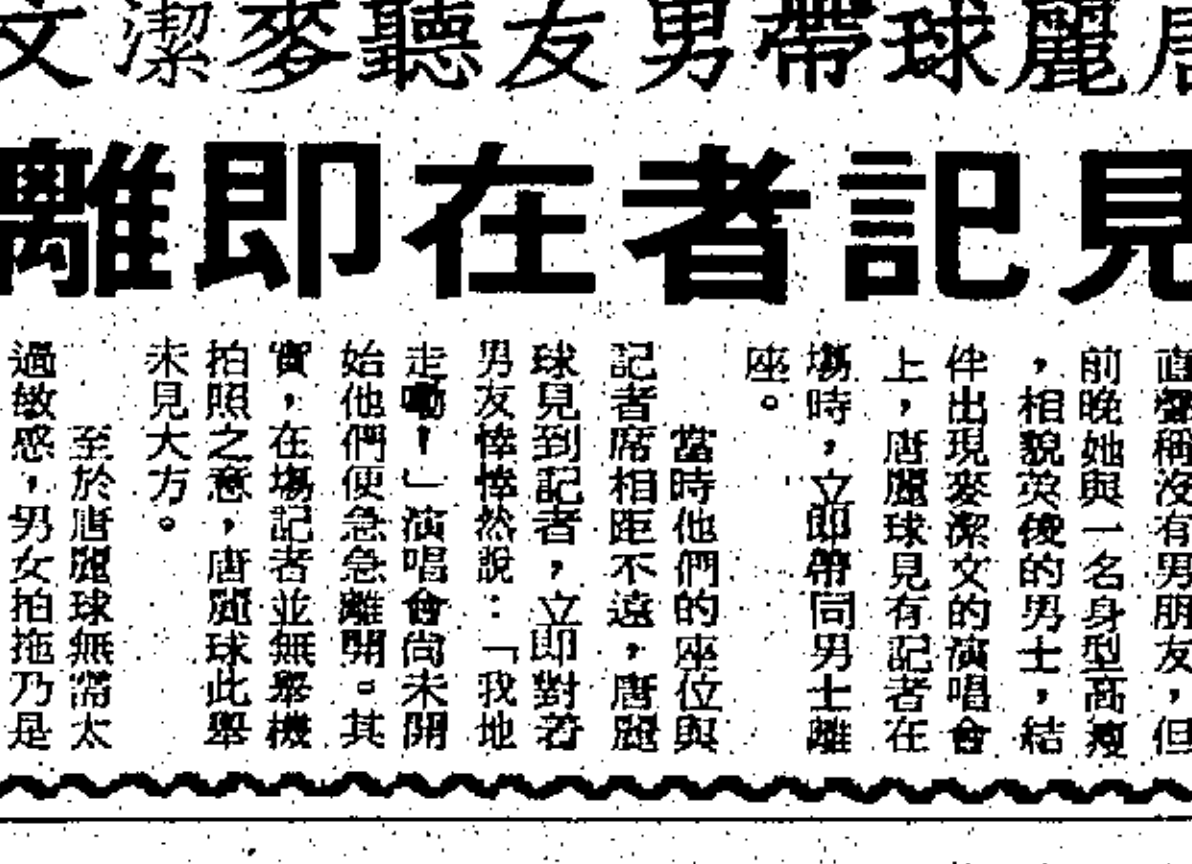 唐麗球帶男友聽麥潔文
見記者在即離
直聲稱沒有男朋友，但
前晚她與一名身型高瘦
，相貌英俊的男士，結
伴出現麥潔文的演唱會
上，唐麗球見有記者在
場時，立即帶同男士離
座。
當時他們的座位與
記者席相距不遠，唐麗
球見到記者，立即對着
男友悻悻然說：「我地
走嘞！」演唱會尚未開
始他們便急急離開。其
實，在場記者並無舉機
拍照之意，唐麗球此舉
未見大方。
至於唐麗球無需太
過敏感，男女拍拖乃是